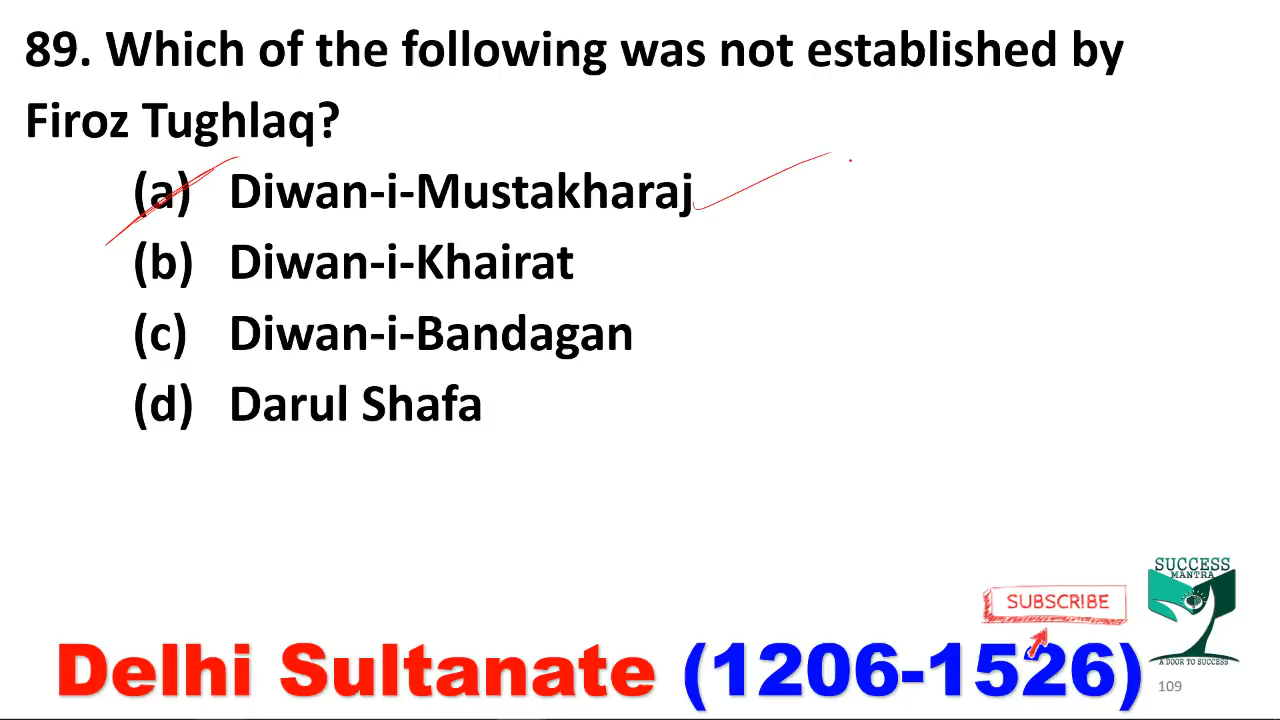 89. Which of the following was not established by
Firoz Tughlaq?
(a) Diwan-i-Mustakharaj
(b) Diwan-i-Khairat
(c) Diwan-i-Bandagan
(d) Darul Shafa
SUCCESS
MANTRA
SUBSCRIBE
Delhi Sultanate (1206-1526)
A DOOR TO SUCCESS
109